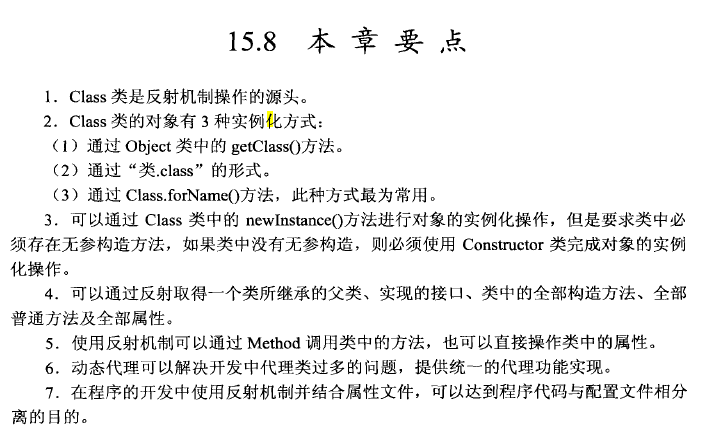 15.8 本章要点
1．Class 类是反射机制操作的源头。
2．Class 类的对象有 3 种实例化方式：
（1）通过 Object 类中的 getClass()方法。
（2）通过“类.class”的形式。
（3）通过 Class.forName()方法，此种方式最为常用。
3．可以通过 Class 类中的 newInstance()方法进行对象的实例化操作，但是要求类中必
须存在无参构造方法，如果类中没有无参构造，则必须使用 Constructor 类完成对象的实例
化操作。
4．可以通过反射取得一个类所继承的父类、实现的接口、类中的全部构造方法、全部
普通方法及全部属性。
5．使用反射机制可以通过 Method 调用类中的方法，也可以直接操作类中的属性。
6．动态代理可以解决开发中代理类过多的问题，提供统一的代理功能实现。
7．在程序的开发中使用反射机制并结合属性文件，可以达到程序代码与配置文件相分
离的目的。